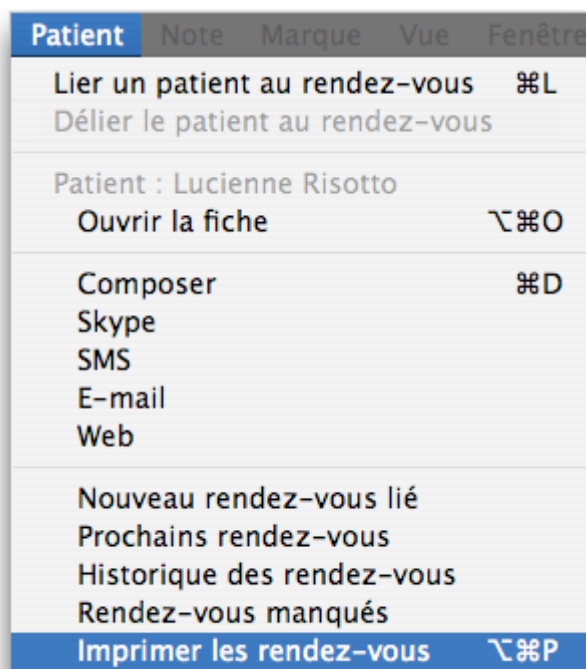 Patient Note Marque Vue Fenêtre
Lier un patient au rendez-vous ⌘L
Délier le patient au rendez-vous
Patient : Lucienne Risotto
Ouvrir la fiche ⌥⌘O
Composer ⌘D
Skype
SMS
E-mail
Web
Nouveau rendez-vous lié
Prochains rendez-vous
Historique des rendez-vous
Rendez-vous manqués
Imprimer les rendez-vous ⌥⌘P